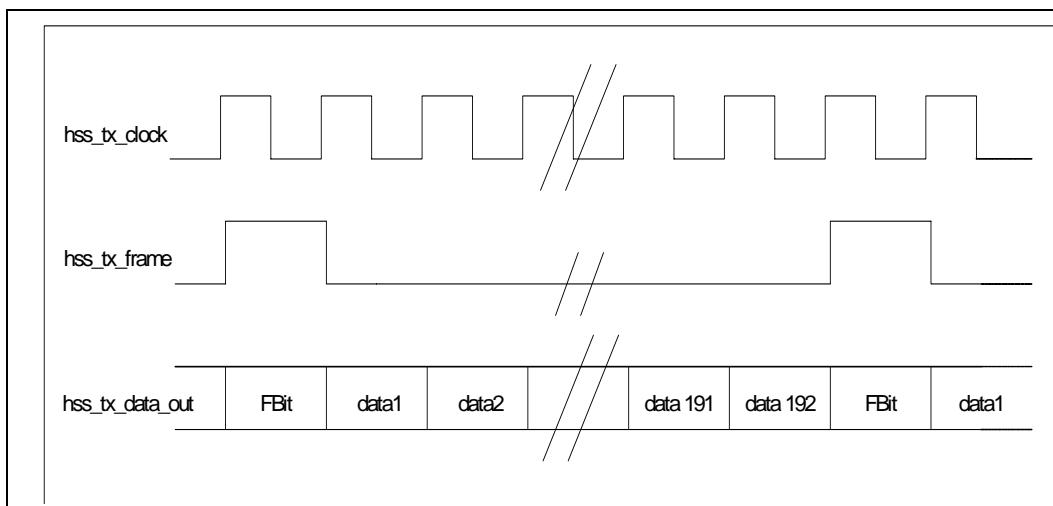 hss_tx_clock
hss_tx_frame
hss_tx_data_out FBit data1 data2 data 191 data 192 FBit data1